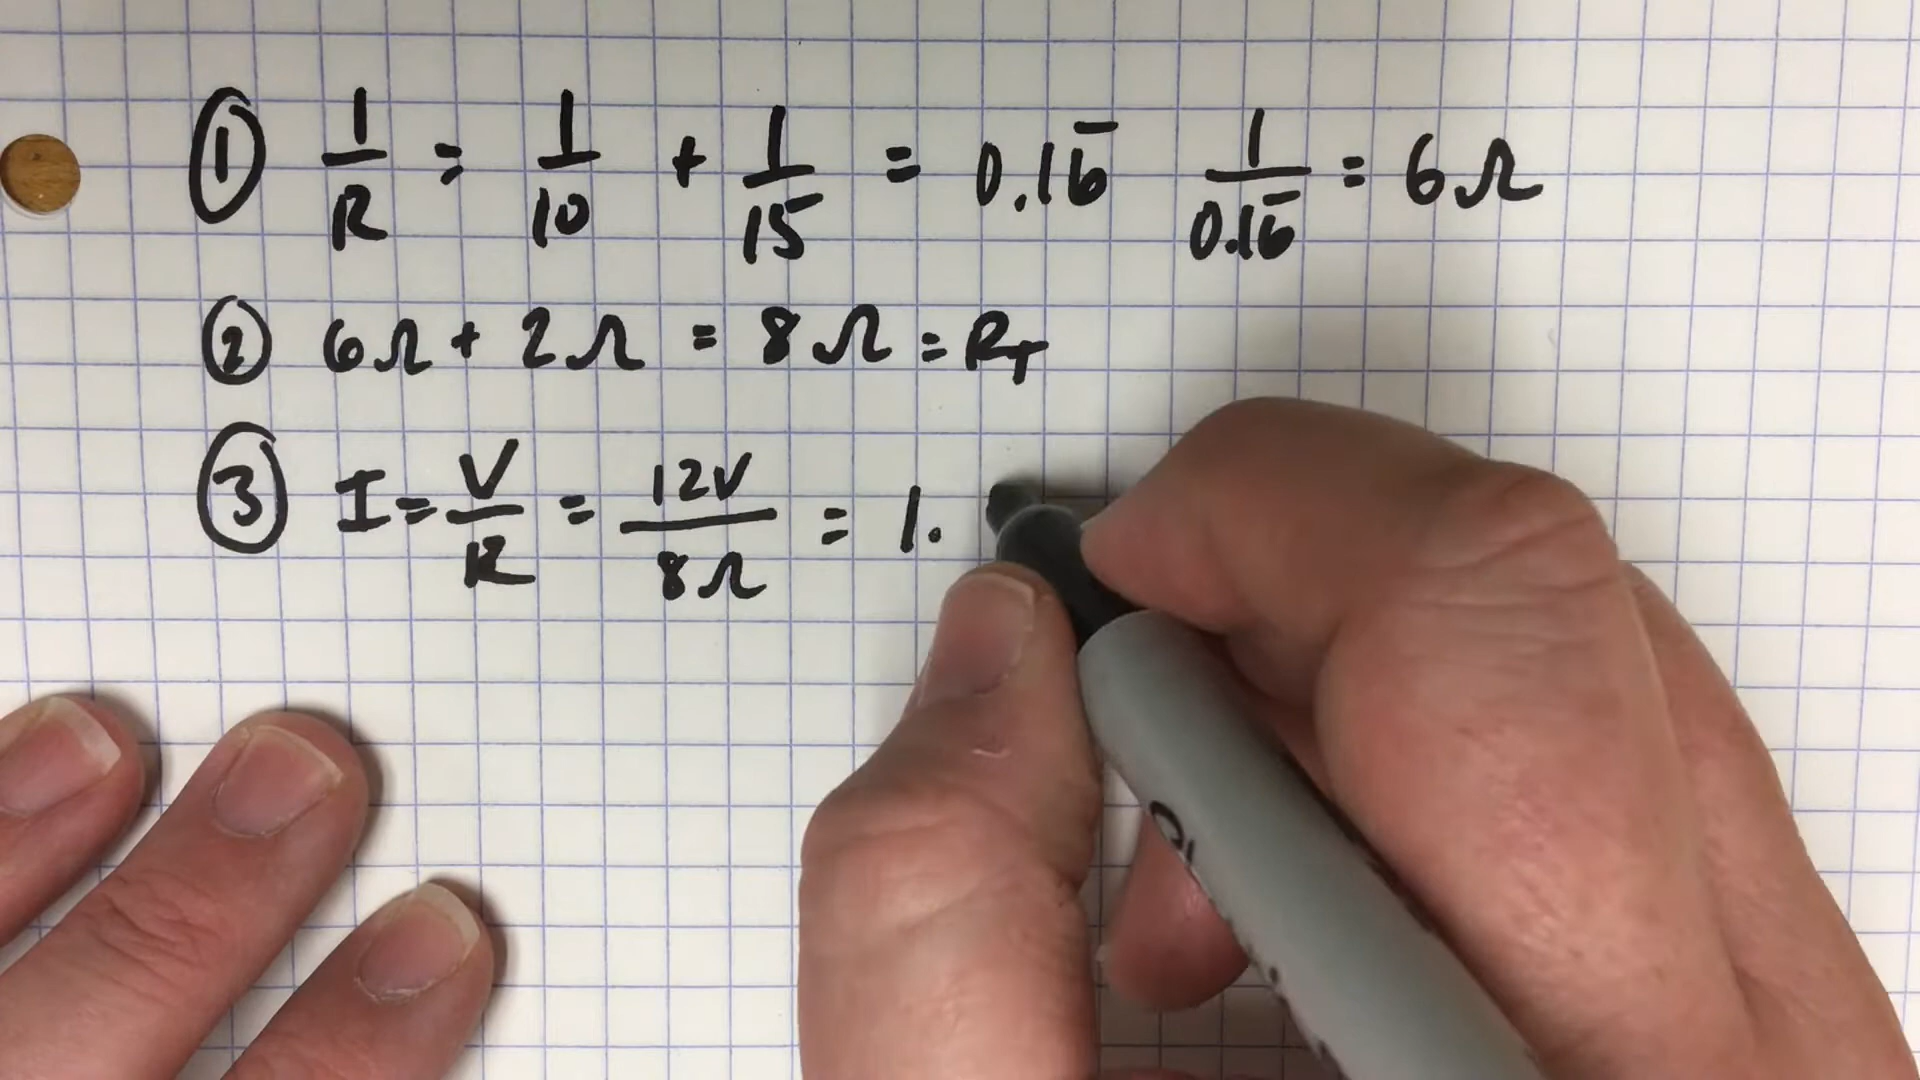 ① 1/R = 1/10 + 1/15 = 0.16̅ 1/0.16̅ = 6Ω
② 6Ω + 2Ω = 8Ω = R_T
③ I = V/R = 12V/8Ω = 1.